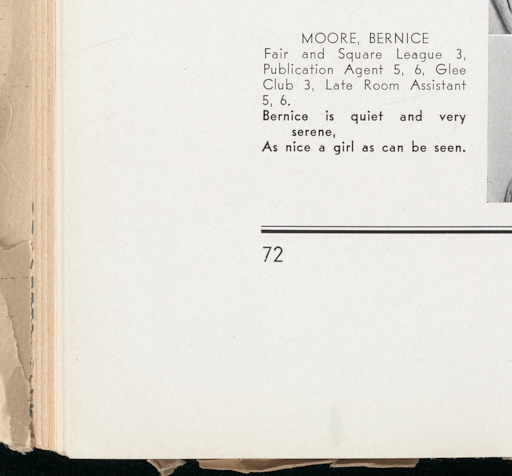 MOORE, BERNICE
Fair and Square League 3,
Publication Agent 5, 6, Glee
Club 3, Late Room Assistant
5, 6.
Bernice is quiet and very
serene,
As nice a girl as can be seen.
72